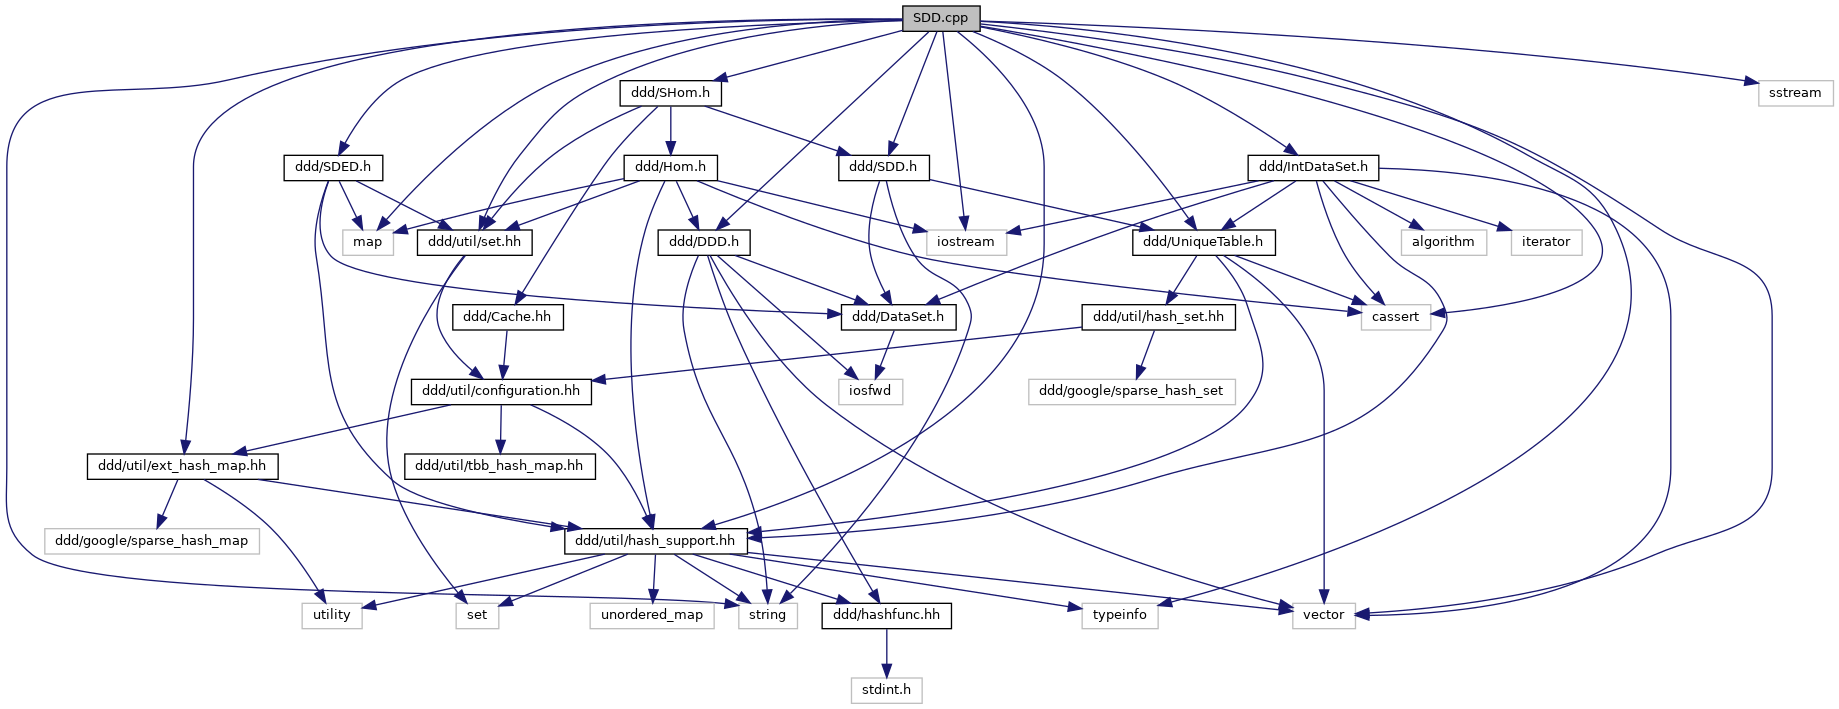 SDD.cpp
ddd/SHom.h
sstream
ddd/SDED.h
ddd/Hom.h
ddd/SDD.h
ddd/IntDataSet.h
map
ddd/util/set.hh
ddd/DDD.h
iostream
ddd/UniqueTable.h
algorithm
iterator
ddd/Cache.hh
ddd/DataSet.h
ddd/util/hash_set.hh
cassert
ddd/util/configuration.hh
iosfwd
ddd/google/sparse_hash_set
ddd/util/ext_hash_map.hh
ddd/util/tbb_hash_map.hh
ddd/google/sparse_hash_map
ddd/util/hash_support.hh
utility
set
unordered_map
string
ddd/hashfunc.hh
typeinfo
vector
stdint.h